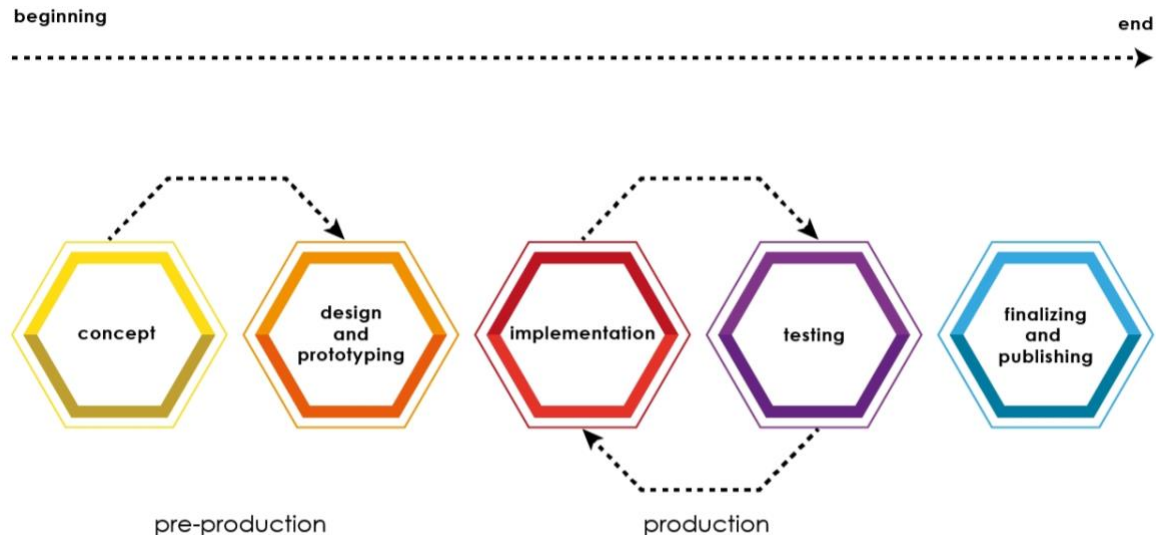 beginning
end
concept
design
and
prototyping
implementation
testing
finalizing
and
publishing
pre-production
production